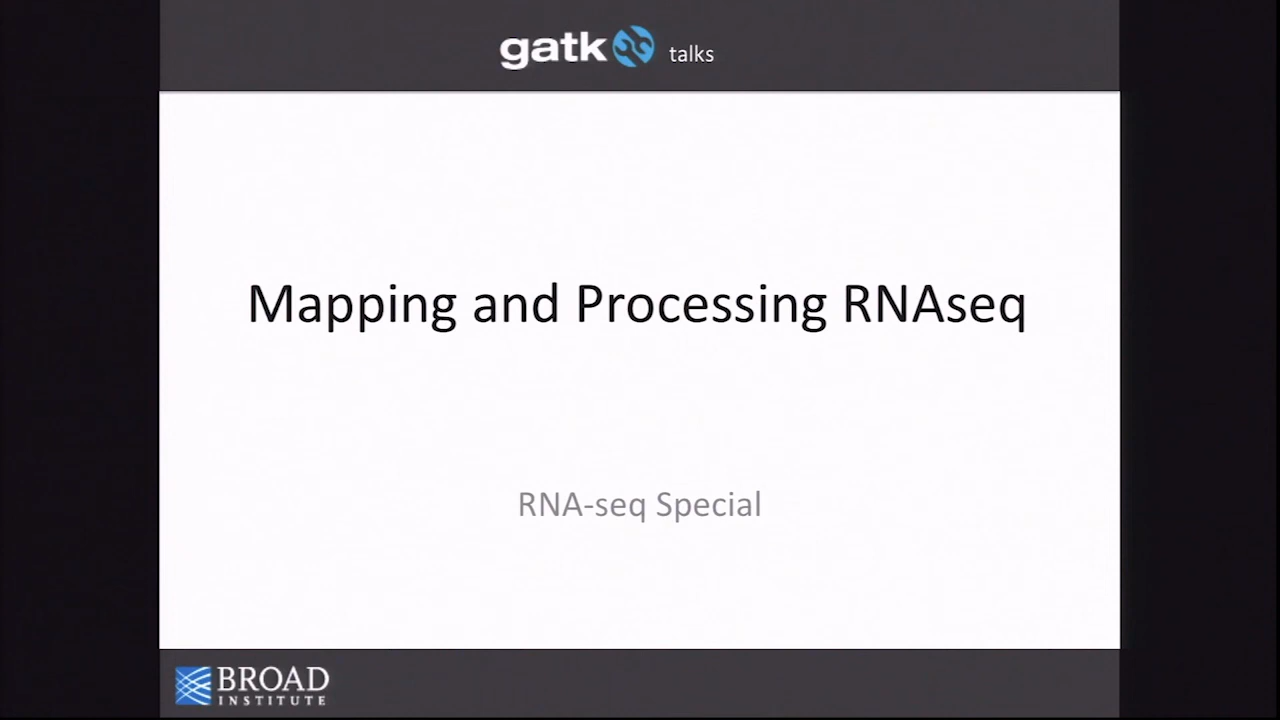 gatk talks
Mapping and Processing RNAseq
RNA-seq Special
BROAD
INSTITUTE